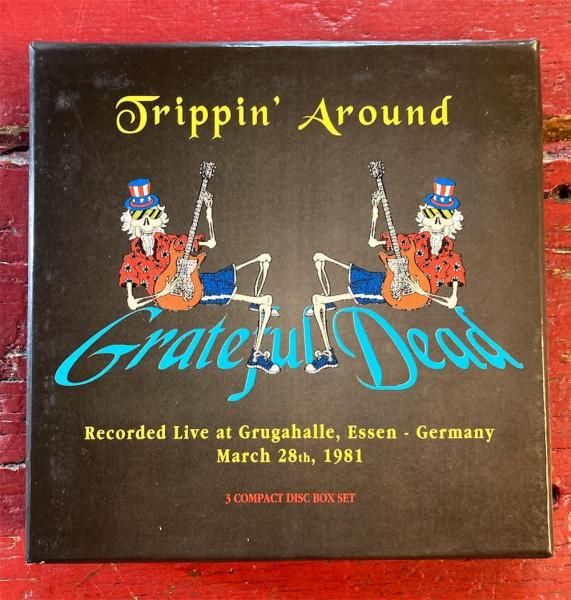 Trippin' Around
Grateful Dead
Recorded Live at Grugahalle, Essen - Germany
March 28th, 1981
3 COMPACT DISC BOX SET